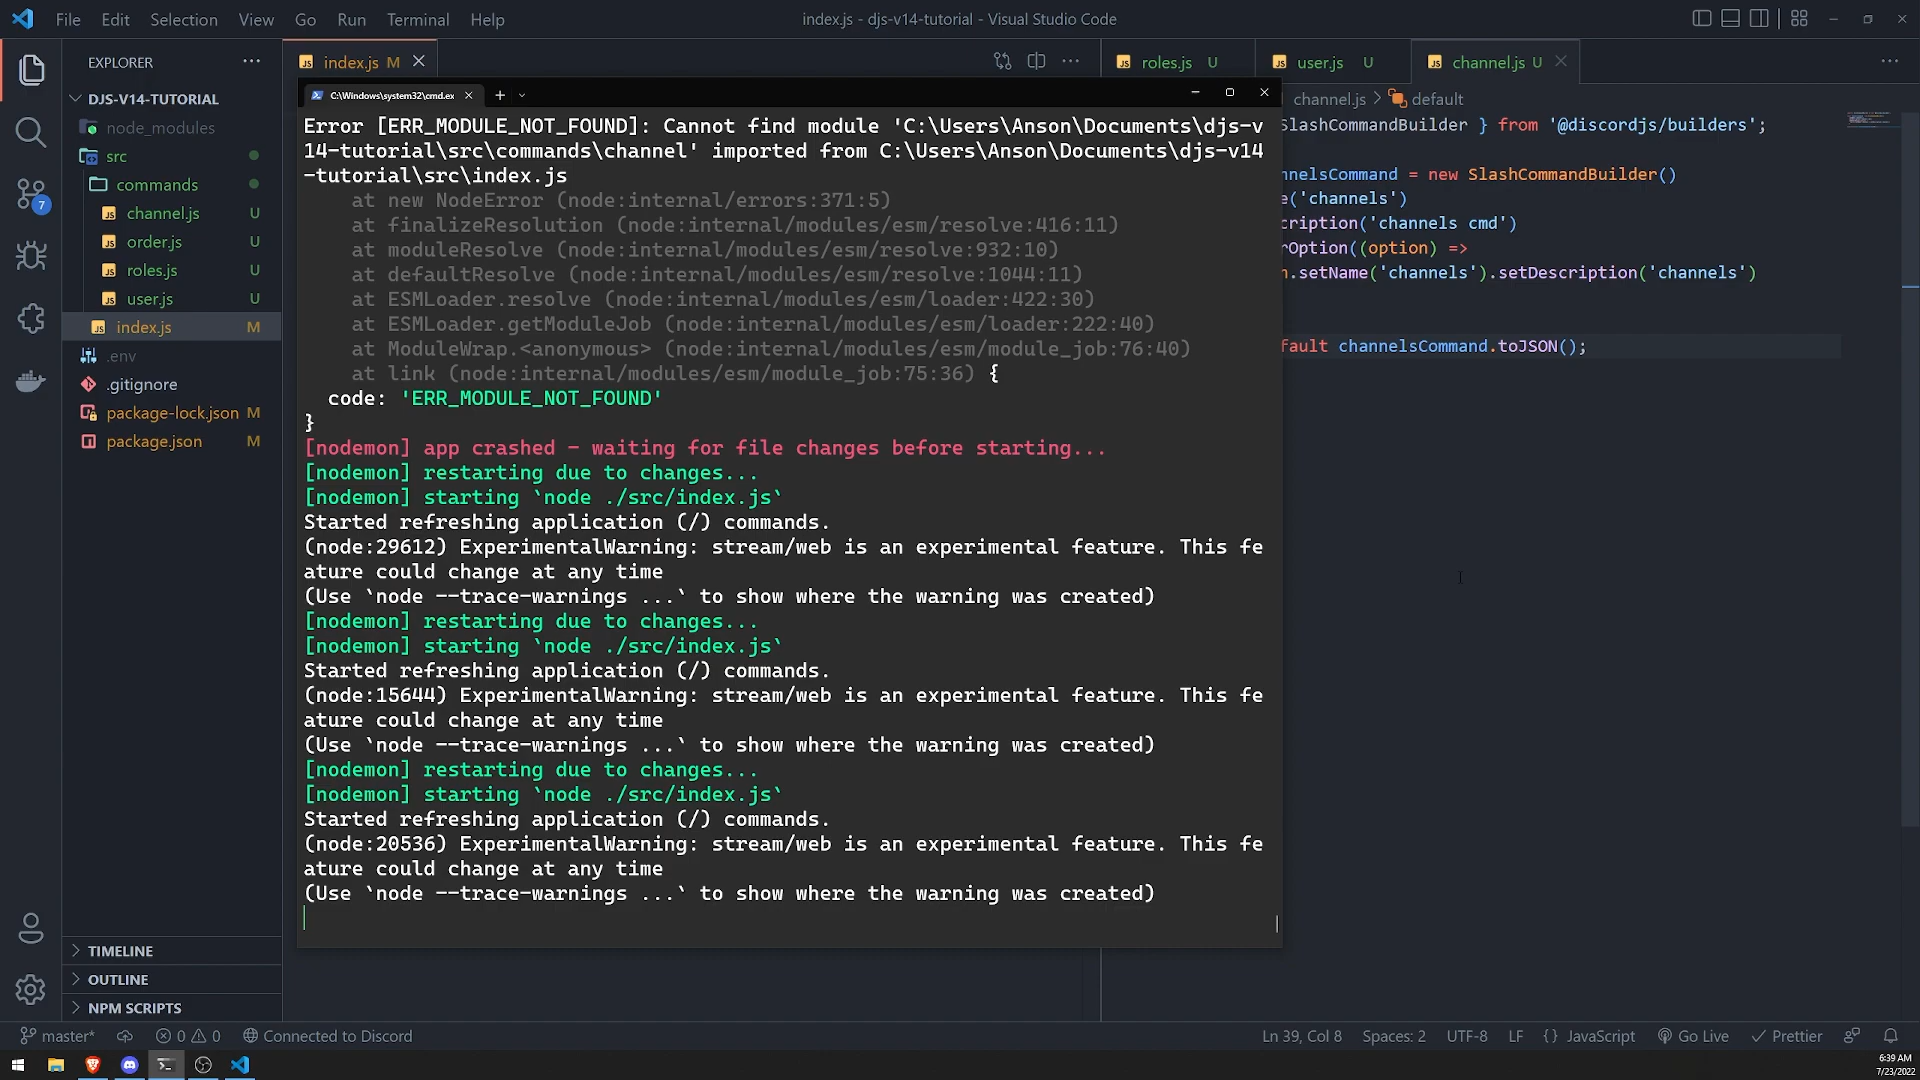 File Edit Selection View Go Run Terminal Help
index.js - djs-v14-tutorial - Visual Studio Code
EXPLORER
DJS-V14-TUTORIAL
node_modules
src
commands
channel.js U
order.js U
roles.js U
user.js U
index.js M
.env
.gitignore
package-lock.json M
package.json M
TIMELINE
OUTLINE
NPM SCRIPTS
7
index.js M
roles.js U
user.js U
channel.js U
C:\Windows\system32\cmd.ex
Error [ERR_MODULE_NOT_FOUND]: Cannot find module 'C:\Users\Anson\Documents\djs-v
14-tutorial\src\commands\channel' imported from C:\Users\Anson\Documents\djs-v14
-tutorial\src\index.js
at new NodeError (node:internal/errors:371:5)
at finalizeResolution (node:internal/modules/esm/resolve:416:11)
at moduleResolve (node:internal/modules/esm/resolve:932:10)
at defaultResolve (node:internal/modules/esm/resolve:1044:11)
at ESMLoader.resolve (node:internal/modules/esm/loader:422:30)
at ESMLoader.getModuleJob (node:internal/modules/esm/loader:222:40)
at ModuleWrap.<anonymous> (node:internal/modules/esm/module_job:76:40)
at link (node:internal/modules/esm/module_job:75:36) {
code: 'ERR_MODULE_NOT_FOUND'
}
[nodemon] app crashed - waiting for file changes before starting...
[nodemon] restarting due to changes...
[nodemon] starting `node ./src/index.js`
Started refreshing application (/) commands.
(node:29612) ExperimentalWarning: stream/web is an experimental feature. This fe
ature could change at any time
(Use `node --trace-warnings ...` to show where the warning was created)
[nodemon] restarting due to changes...
[nodemon] starting `node ./src/index.js`
Started refreshing application (/) commands.
(node:15644) ExperimentalWarning: stream/web is an experimental feature. This fe
ature could change at any time
(Use `node --trace-warnings ...` to show where the warning was created)
[nodemon] restarting due to changes...
[nodemon] starting `node ./src/index.js`
Started refreshing application (/) commands.
(node:20536) ExperimentalWarning: stream/web is an experimental feature. This fe
ature could change at any time
(Use `node --trace-warnings ...` to show where the warning was created)
channel.js > default
SlashCommandBuilder } from '@discordjs/builders';
nnelsCommand = new SlashCommandBuilder()
e('channels')
cription('channels cmd')
rOption((option) =>
n.setName('channels').setDescription('channels')
fault channelsCommand.toJSON();
master* 0 0 Connected to Discord
Ln 39, Col 8 Spaces: 2 UTF-8 LF {} JavaScript Go Live Prettier
6:39 AM
7/23/2022